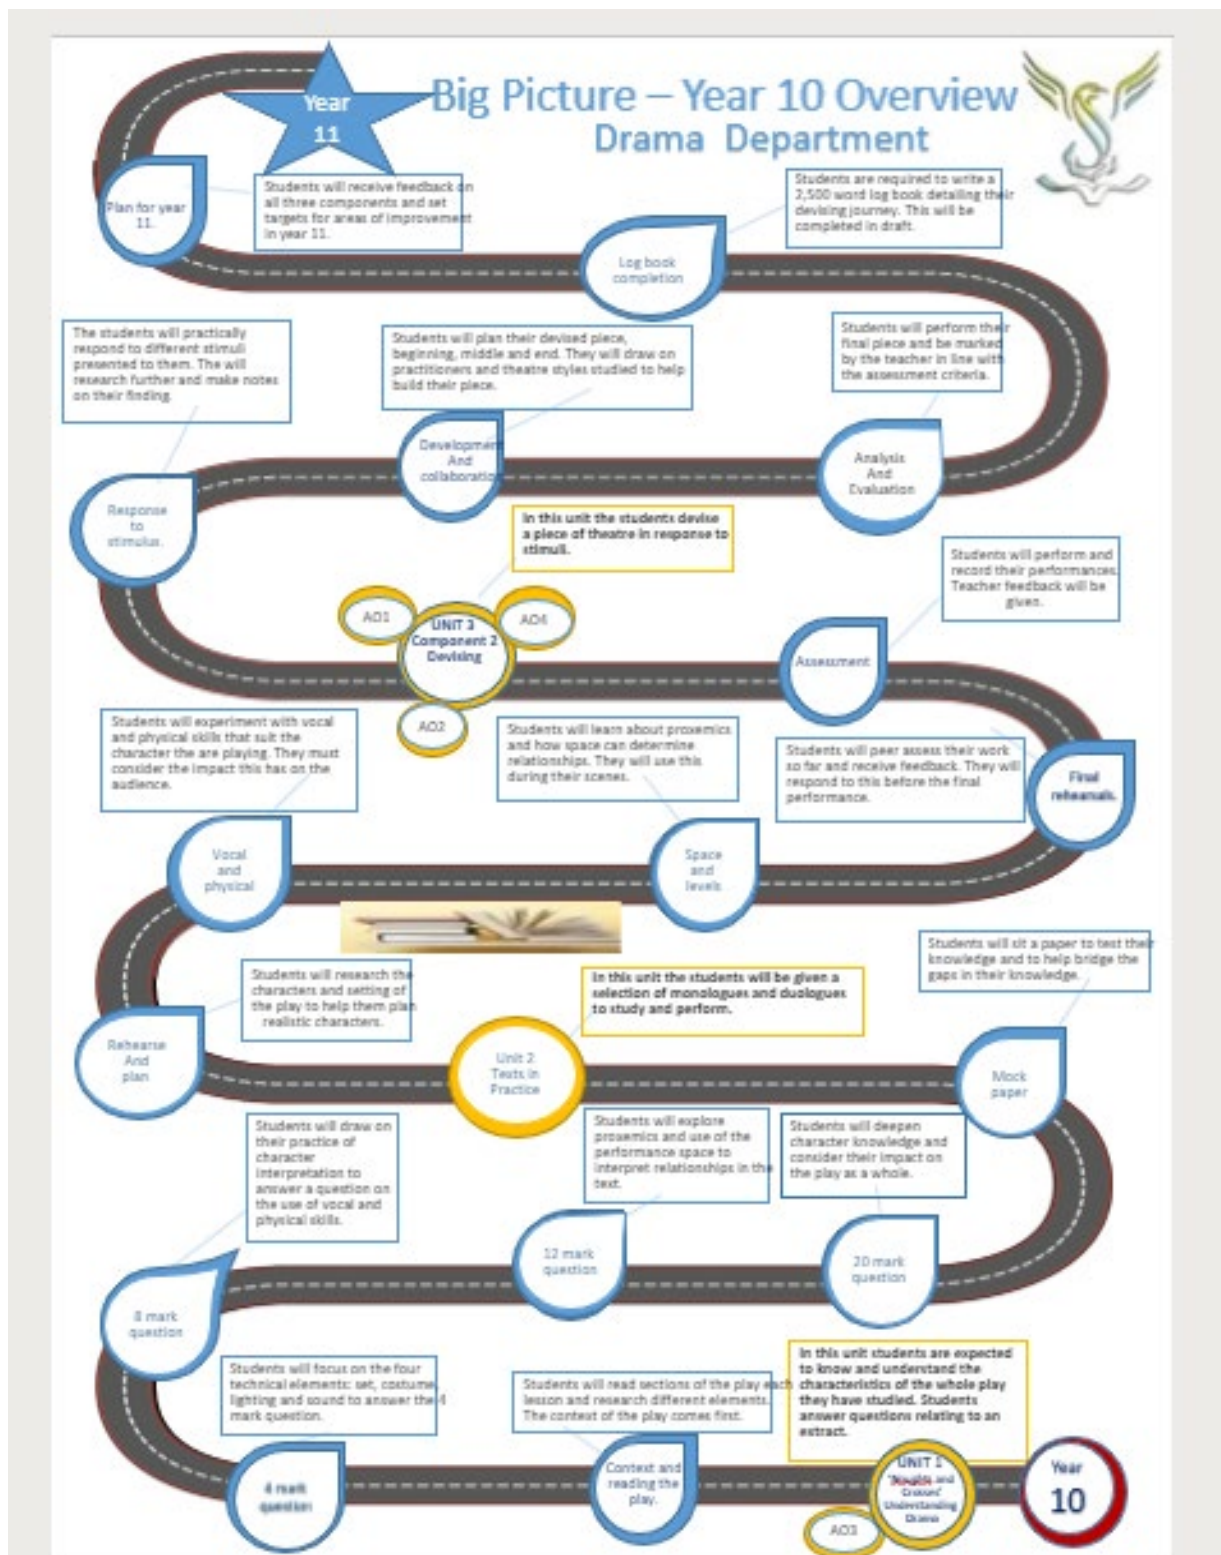 Big Picture – Year 10 Overview
Drama Department
Year
11
Plan for year
11.
Students will receive feedback on
all three components and set
targets for areas of improvement
in year 11.
Students are required to write a
2,500 word log book detailing their
devising journey. This will be
completed in draft.
Log book
completion
The students will practically
respond to different stimuli
presented to them. The will
research further and make notes
on their finding.
Students will plan their devised piece,
beginning, middle and end. They will draw on
practitioners and theatre styles studied to help
build their piece.
Students will perform their
final piece and be marked
by the teacher in line with
the assessment criteria.
Development
And
collaboratio
Analysis
And
Evaluation
Response
to
stimulus.
In this unit the students devise
a piece of theatre in response to
stimuli.
Students will perform and
record their performances.
Teacher feedback will be
given.
AO1
AO4
UNIT 3
Component 2
Devising
AO2
Assessment
Students will experiment with vocal
and physical skills that suit the
character the are playing. They must
consider the impact this has on the
audience.
Students will learn about proxemics
and how space can determine
relationships. They will use this
during their scenes.
Students will peer assess their work
so far and receive feedback. They will
respond to this before the final
performance.
Final
rehearsals.
Vocal
and
physical
Space
and
levels
Students will research the
characters and setting of
the play to help them plan
realistic characters.
In this unit the students will be given a
selection of monologues and duologues
to study and perform.
Students will sit a paper to test their
knowledge and to help bridge the
gaps in their knowledge.
Rehearse
And
plan
Unit 2
Texts in
Practice
Mock
paper
Students will draw on
their practice of
character
interpretation to
answer a question on
the use of vocal and
physical skills.
Students will explore
proxemics and use of the
performance space to
interpret relationships in the
text.
Students will deepen
character knowledge and
consider their impact on
the play as a whole.
8 mark
question
12 mark
question
20 mark
question
Students will focus on the four
technical elements: set, costume,
lighting and sound to answer the 4
mark question.
Students will read sections of the play each
lesson and research different elements.
The context of the play comes first.
In this unit students are expected
to know and understand the
characteristics of the whole play
they have studied. Students
answer questions relating to an
extract.
4 mark
question
Context and
reading the
play.
UNIT 1
'Noughts and
Crosses'
Understanding
Drama
AO3
Year
10